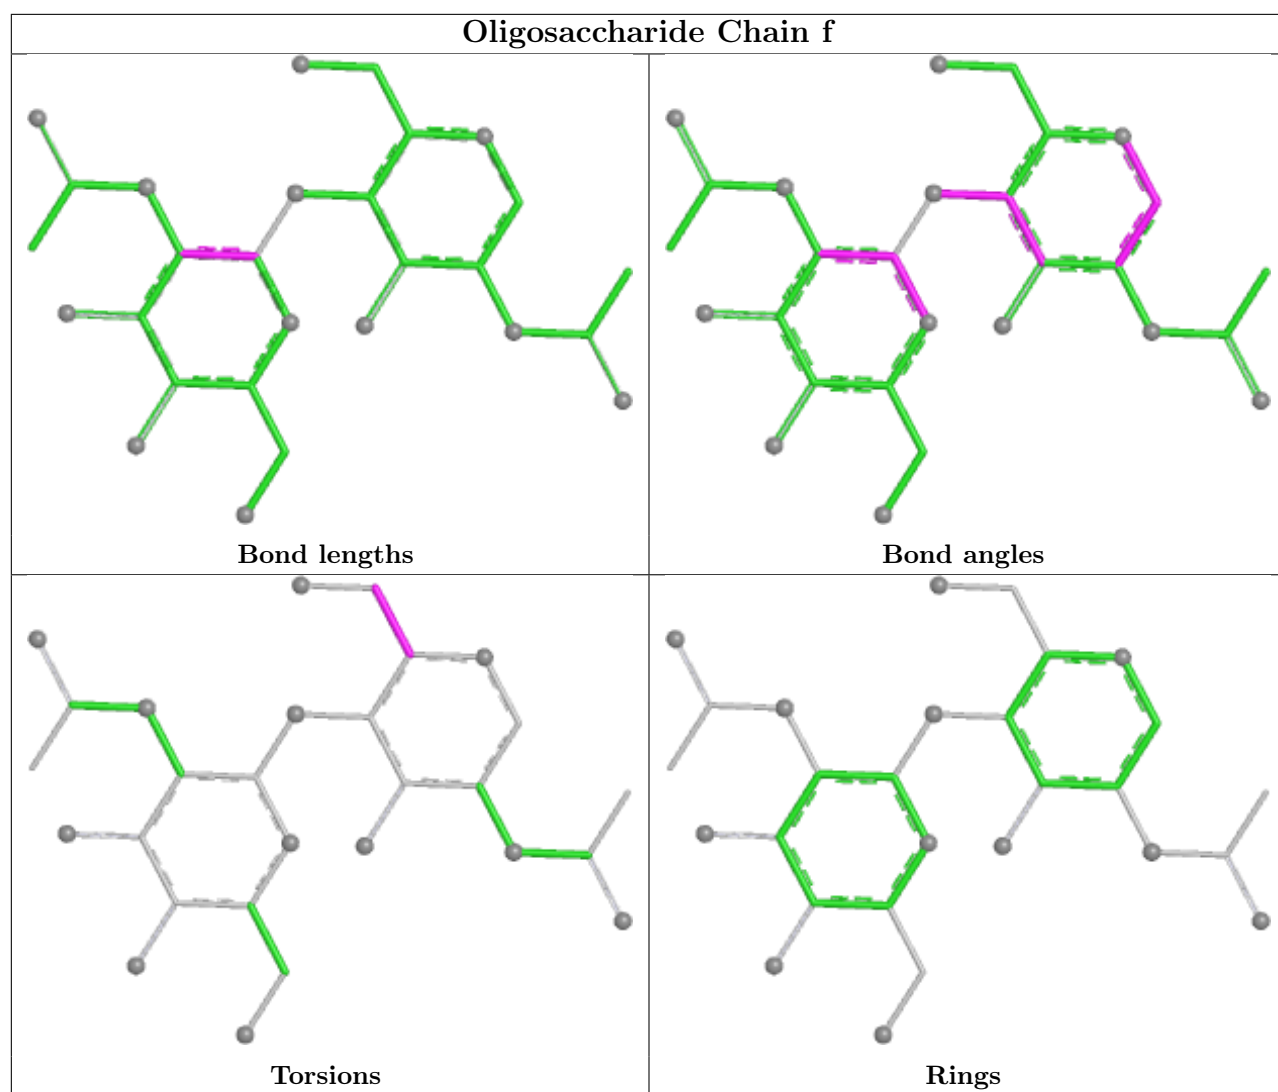 Oligosaccharide Chain f
Bond lengths
Bond angles
Torsions
Rings